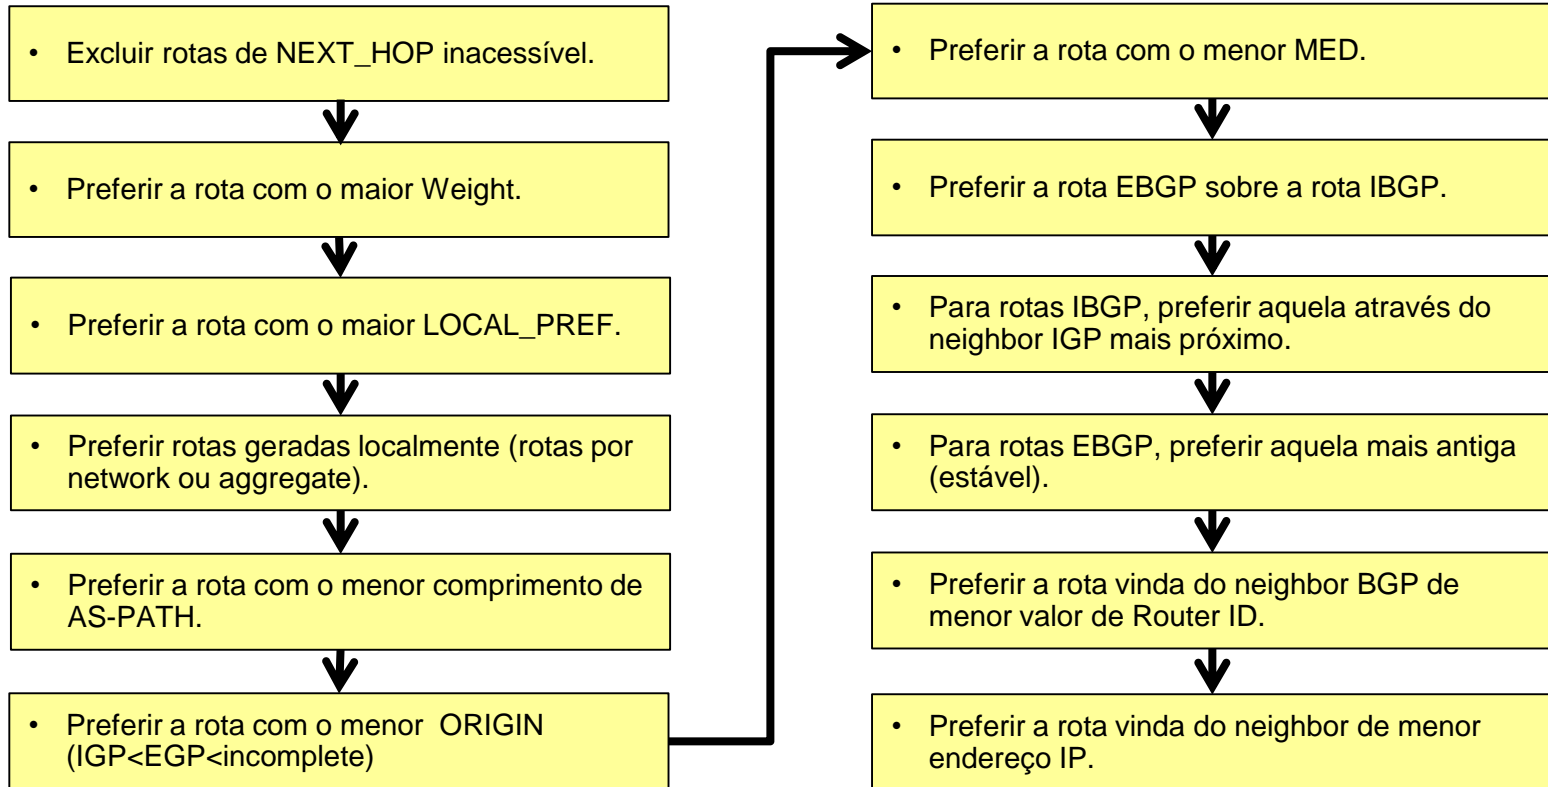 • Excluir rotas de NEXT_HOP inacessível.
• Preferir a rota com o maior Weight.
• Preferir a rota com o maior LOCAL_PREF.
• Preferir rotas geradas localmente (rotas por
network ou aggregate).
• Preferir a rota com o menor comprimento de
AS-PATH.
• Preferir a rota com o menor  ORIGIN
(IGP<EGP<incomplete)
• Preferir a rota com o menor MED.
• Preferir a rota EBGP sobre a rota IBGP.
• Para rotas IBGP, preferir aquela através do
neighbor IGP mais próximo.
• Para rotas EBGP, preferir aquela mais antiga
(estável).
• Preferir a rota vinda do neighbor BGP de
menor valor de Router ID.
• Preferir a rota vinda do neighbor de menor
endereço IP.